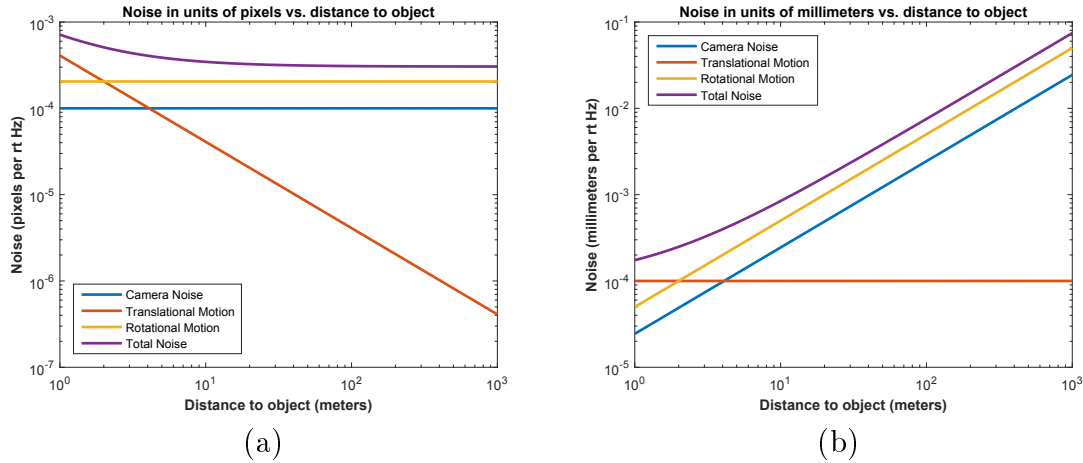 Noise in units of pixels vs. distance to object
Noise (pixels per rt Hz)
10^-3
10^-4
10^-5
10^-6
10^-7
Camera Noise
Translational Motion
Rotational Motion
Total Noise
10^0
10^1
10^2
10^3
Distance to object (meters)
(a)
Noise in units of millimeters vs. distance to object
Noise (millimeters per rt Hz)
10^-1
10^-2
10^-3
10^-4
10^-5
Camera Noise
Translational Motion
Rotational Motion
Total Noise
10^0
10^1
10^2
10^3
Distance to object (meters)
(b)